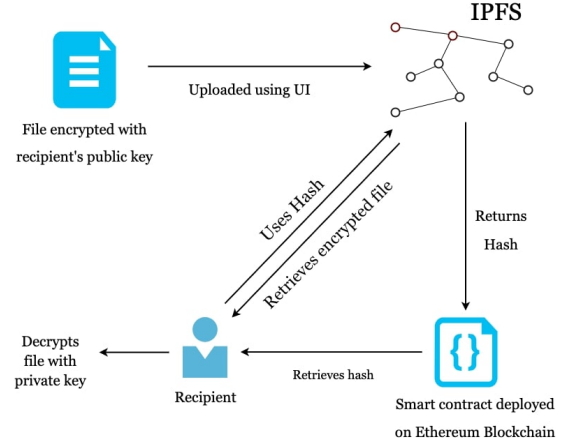 IPFS
Uploaded using UI
File encrypted with
recipient's public key
Uses Hash
Retrieves encrypted file
Returns
Hash
Decrypts
file with
private key
Recipient
Retrieves hash
{}
Smart contract deployed
on Ethereum Blockchain